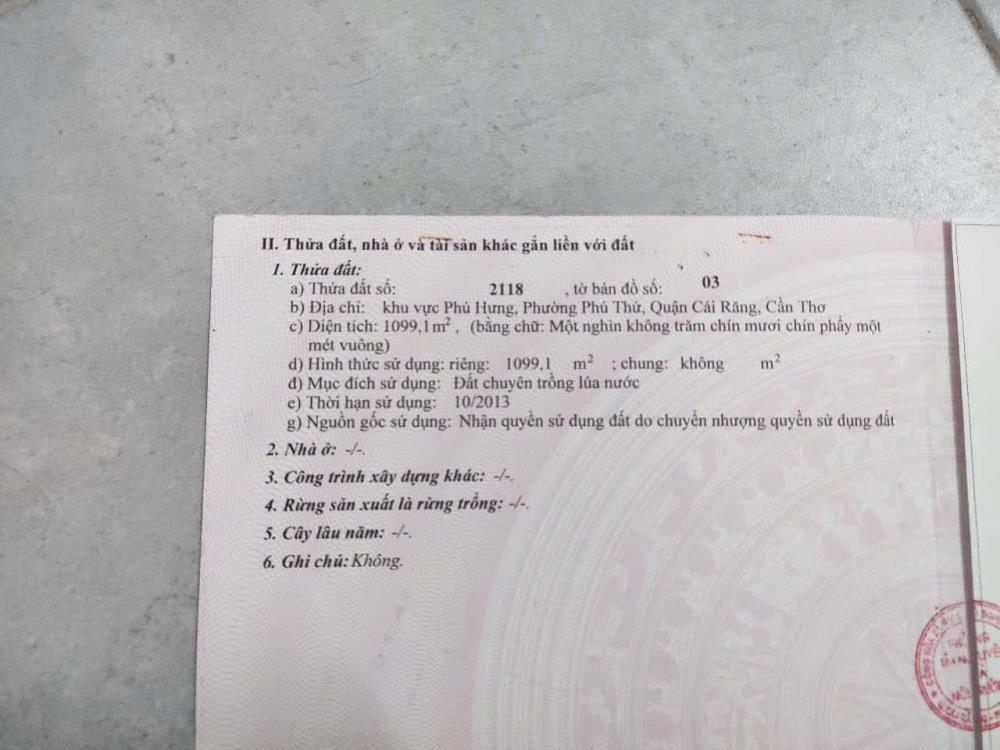 II. Thửa đất, nhà ở và tài sản khác gắn liền với đất
1. Thửa đất:
a) Thửa đất số: 2118 , tờ bản đồ số: 03
b) Địa chỉ: khu vực Phú Hưng, Phường Phú Thứ, Quận Cái Răng, Cần Thơ
c) Diện tích: 1099,1m², (bằng chữ: Một nghìn không trăm chín mươi chín phẩy một
mét vuông)
d) Hình thức sử dụng: riêng: 1099,1 m² ; chung: không m²
đ) Mục đích sử dụng: Đất chuyên trồng lúa nước
e) Thời hạn sử dụng: 10/2013
g) Nguồn gốc sử dụng: Nhận quyền sử dụng đất do chuyển nhượng quyền sử dụng đất
2. Nhà ở: -/-.
3. Công trình xây dựng khác: -/-.
4. Rừng sản xuất là rừng trồng: -/-.
5. Cây lâu năm: -/-.
6. Ghi chú: Không.